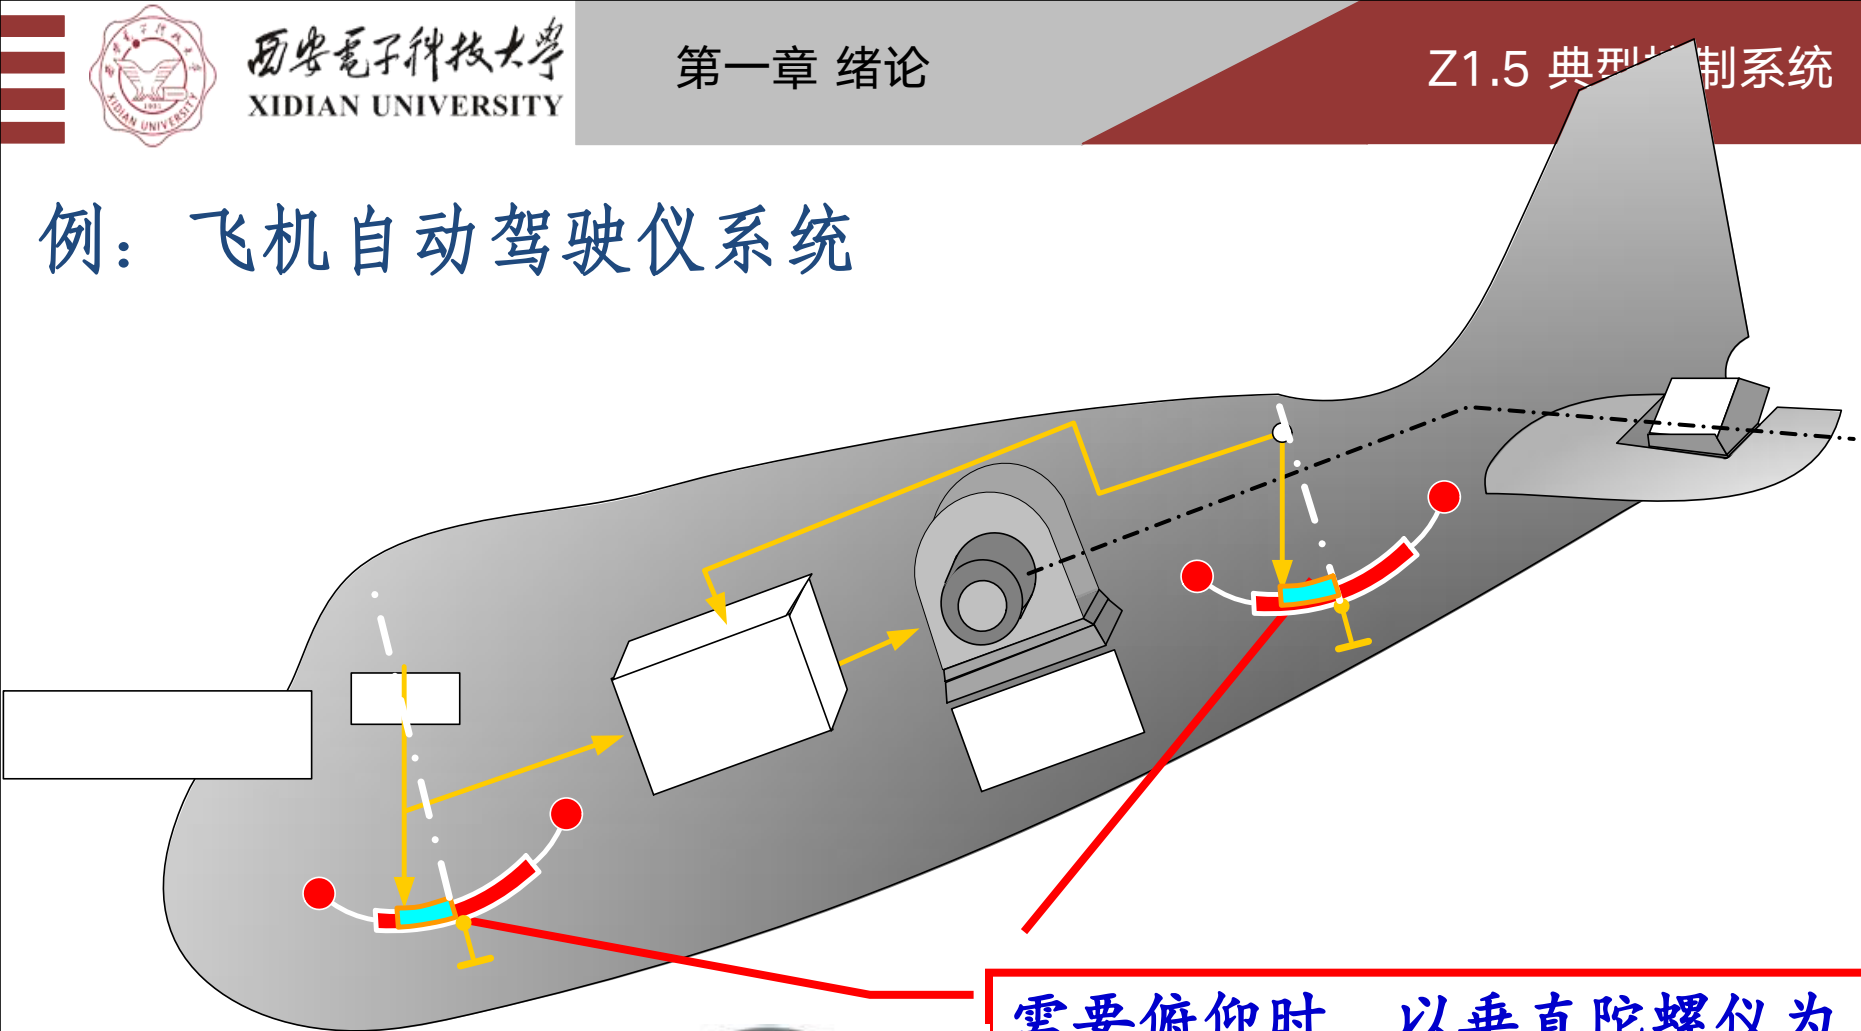 西安電子科技大学
XIDIAN UNIVERSITY
第一章 绪论
Z1.5 典型控制系统
例：飞机自动驾驶仪系统
需要俯仰时 以垂直陀螺仪为